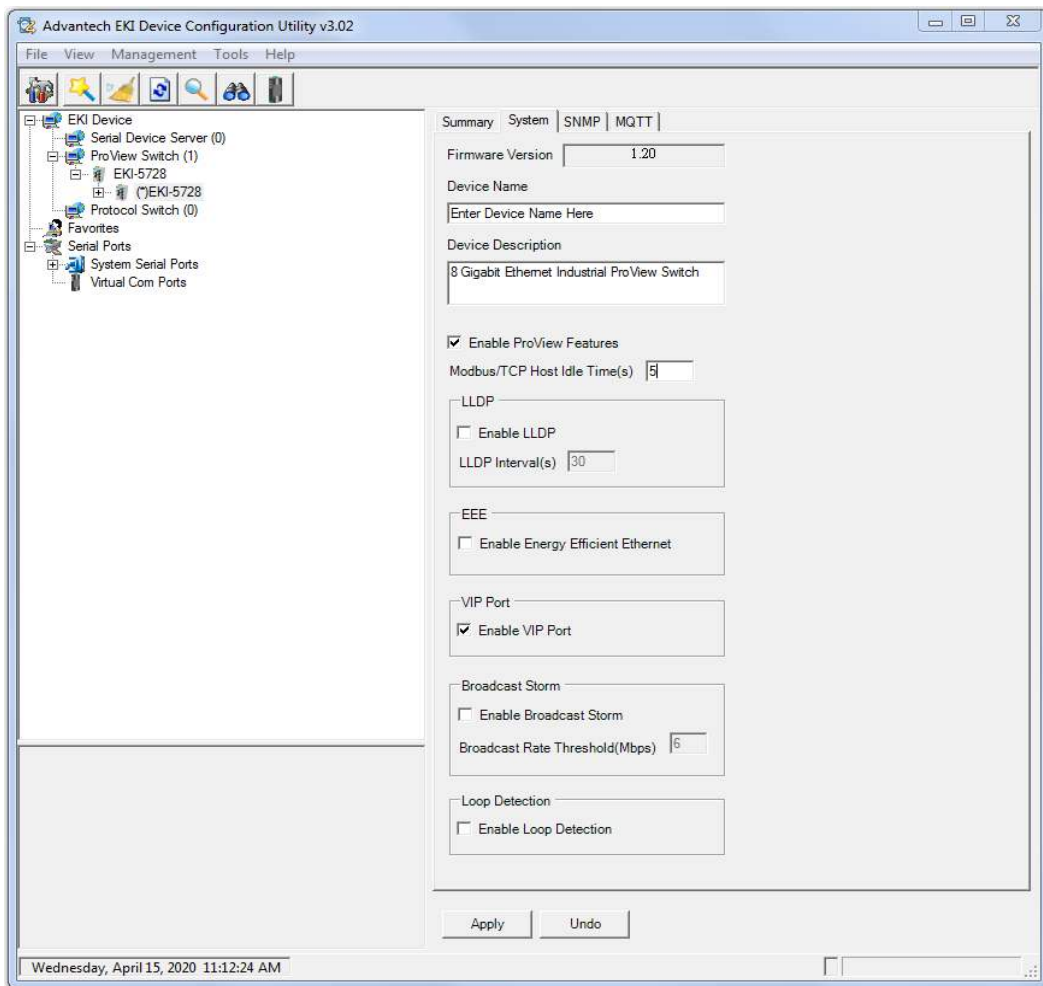 Advantech EKI Device Configuration Utility v3.02
File View Management Tools Help
EKI Device
Serial Device Server (0)
ProView Switch (1)
EKI-5728
(*)EKI-5728
Protocol Switch (0)
Favorites
Serial Ports
System Serial Ports
Virtual Com Ports
Summary System SNMP MQTT
Firmware Version 1.20
Device Name
Enter Device Name Here
Device Description
8 Gigabit Ethernet Industrial ProView Switch
Enable ProView Features
Modbus/TCP Host Idle Time(s) 5
LLDP
Enable LLDP
LLDP Interval(s) 30
EEE
Enable Energy Efficient Ethernet
VIP Port
Enable VIP Port
Broadcast Storm
Enable Broadcast Storm
Broadcast Rate Threshold(Mbps) 6
Loop Detection
Enable Loop Detection
Apply Undo
Wednesday, April 15, 2020 11:12:24 AM